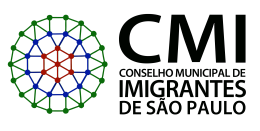 CMI
CONSELHO MUNICIPAL DE
IMIGRANTES
DE SÃO PAULO